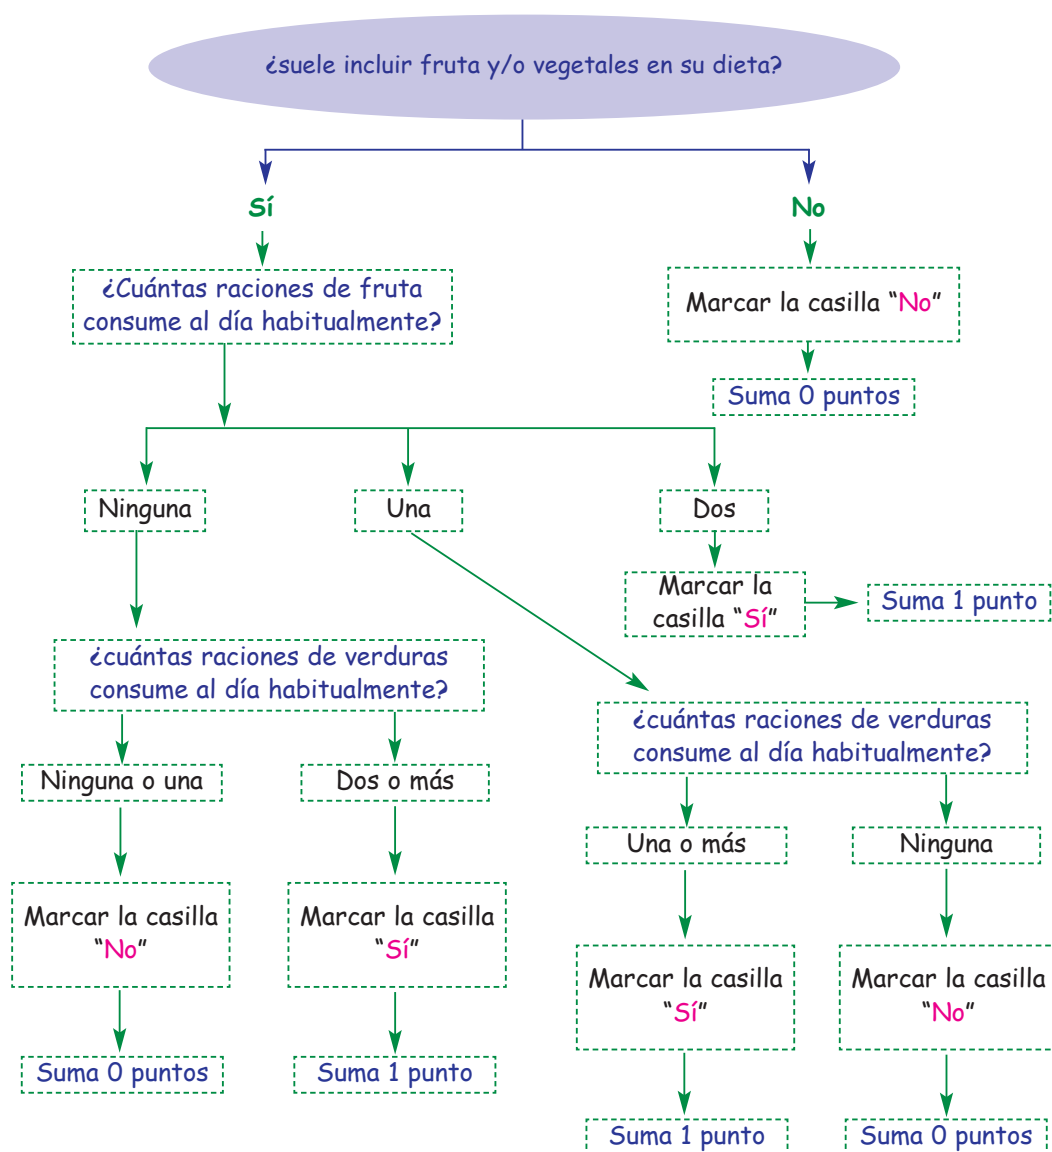 ¿suele incluir fruta y/o vegetales en su dieta?
Sí
No
¿Cuántas raciones de fruta
consume al día habitualmente?
Marcar la casilla “No”
Suma 0 puntos
Ninguna
Una
Dos
Marcar la
casilla “Sí”
Suma 1 punto
¿cuántas raciones de verduras
consume al día habitualmente?
¿cuántas raciones de verduras
consume al día habitualmente?
Ninguna o una
Dos o más
Una o más
Ninguna
Marcar la casilla
“No”
Marcar la casilla
“Sí”
Marcar la casilla
“Sí”
Marcar la casilla
“No”
Suma 0 puntos
Suma 1 punto
Suma 1 punto
Suma 0 puntos